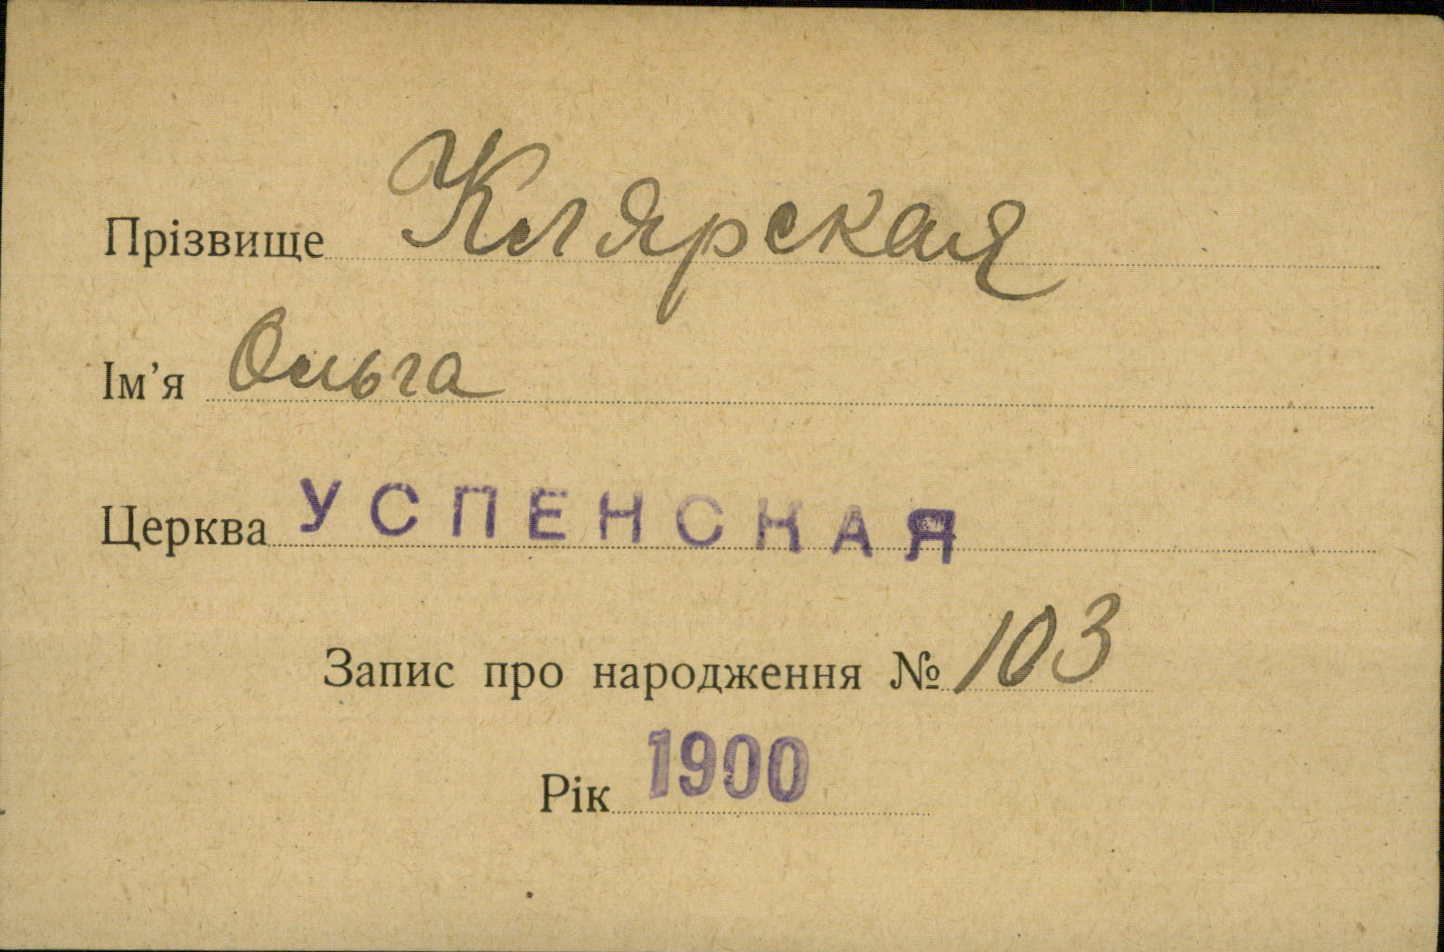 Прізвище Клярская
Ім'я Ольга
Церква УСПЕНСКАЯ
Запис про народження № 103
Рік 1900